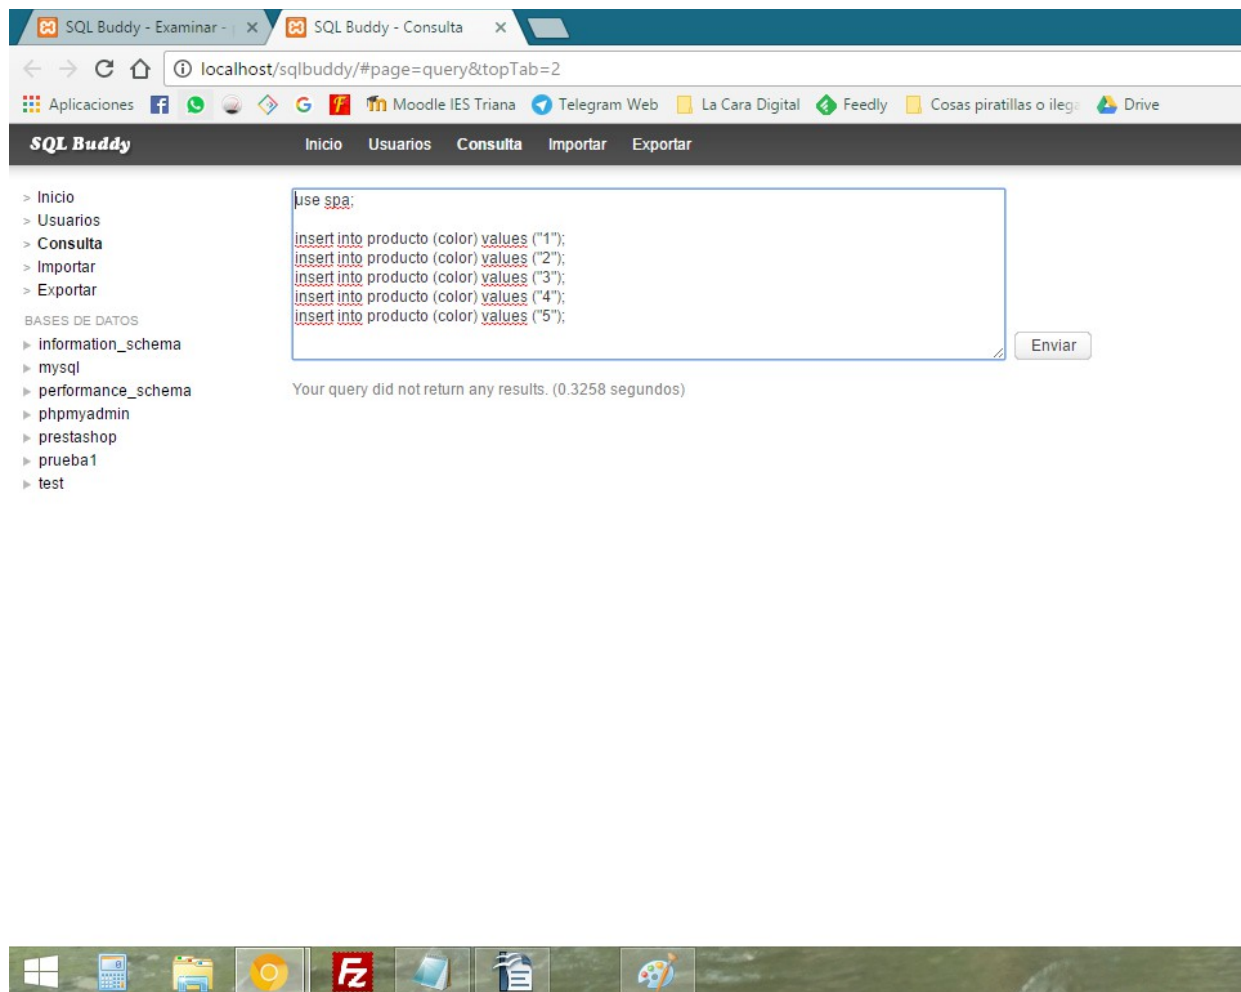 SQL Buddy - Examinar -
SQL Buddy - Consulta
localhost/sqlbuddy/#page=query&topTab=2
Aplicaciones
Moodle IES Triana
Telegram Web
La Cara Digital
Feedly
Cosas piratillas o ilega
Drive
SQL Buddy
Inicio
Usuarios
Consulta
Importar
Exportar
> Inicio
> Usuarios
> Consulta
> Importar
> Exportar
BASES DE DATOS
information_schema
mysql
performance_schema
phpmyadmin
prestashop
prueba1
test
use spa;
insert into producto (color) values ("1");
insert into producto (color) values ("2");
insert into producto (color) values ("3");
insert into producto (color) values ("4");
insert into producto (color) values ("5");
Enviar
Your query did not return any results. (0.3258 segundos)